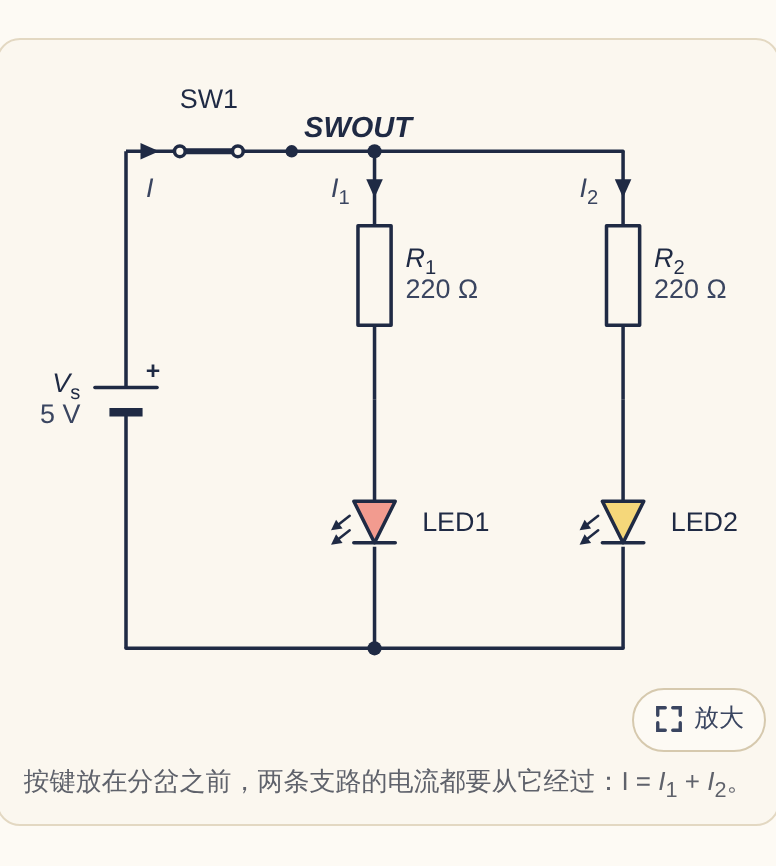 SW1
SWOUT
I
I₁
I₂
R₁
220 Ω
R₂
220 Ω
+
Vₛ
5 V
LED1
LED2
放大
按键放在分岔之前，两条支路的电流都要从它经过：I = I₁ + I₂。